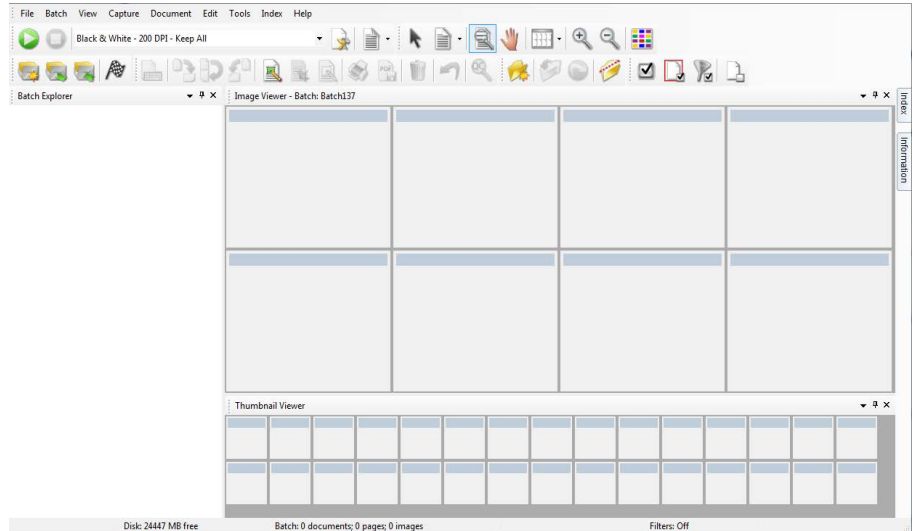 File Batch View Capture Document Edit Tools Index Help
Black & White - 200 DPI - Keep All
Batch Explorer
Image Viewer - Batch: Batch137
Index
Information
Thumbnail Viewer
Disk: 24447 MB free Batch: 0 documents; 0 pages; 0 images Filters: Off